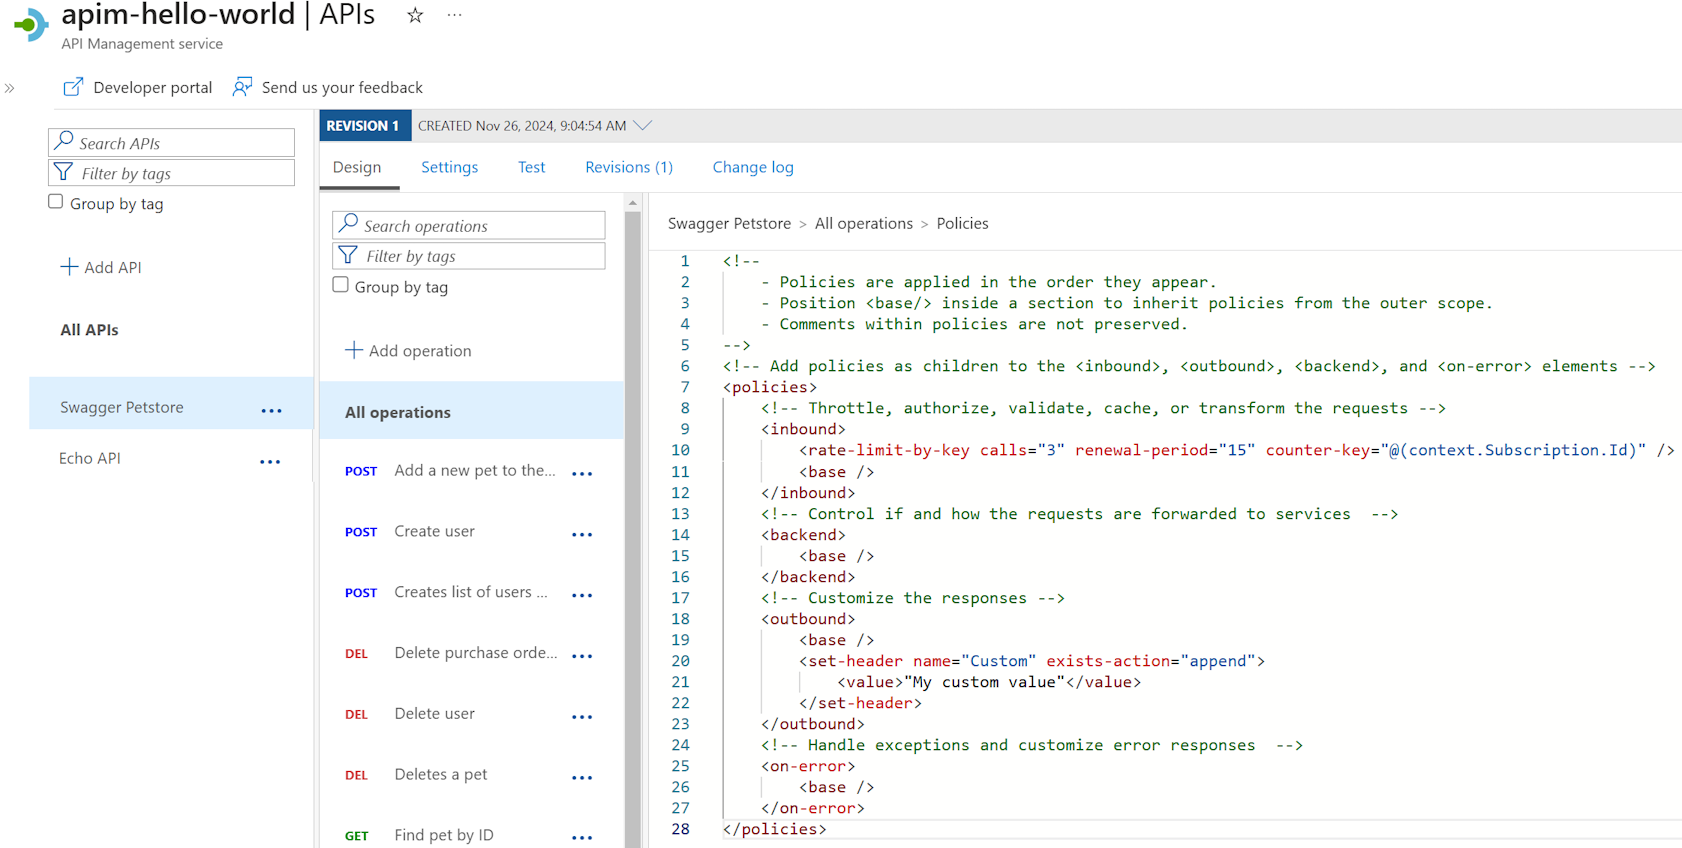 apim-hello-world | APIs
API Management service
Developer portal
Send us your feedback
Search APIs
Filter by tags
Group by tag
Add API
All APIs
Swagger Petstore
Echo API
REVISION 1 CREATED Nov 26, 2024, 9:04:54 AM
Design Settings Test Revisions (1) Change log
Search operations
Filter by tags
Group by tag
Add operation
All operations
POST Add a new pet to the...
POST Create user
POST Creates list of users ...
DEL Delete purchase orde...
DEL Delete user
DEL Deletes a pet
GET Find pet by ID
Swagger Petstore > All operations > Policies
1 <!--
2 - Policies are applied in the order they appear.
3 - Position <base/> inside a section to inherit policies from the outer scope.
4 - Comments within policies are not preserved.
5 -->
6 <!-- Add policies as children to the <inbound>, <outbound>, <backend>, and <on-error> elements -->
7 <policies>
8 <!-- Throttle, authorize, validate, cache, or transform the requests -->
9 <inbound>
10 <rate-limit-by-key calls="3" renewal-period="15" counter-key="@(context.Subscription.Id)" />
11 <base />
12 </inbound>
13 <!-- Control if and how the requests are forwarded to services  -->
14 <backend>
15 <base />
16 </backend>
17 <!-- Customize the responses -->
18 <outbound>
19 <base />
20 <set-header name="Custom" exists-action="append">
21 <value>"My custom value"</value>
22 </set-header>
23 </outbound>
24 <!-- Handle exceptions and customize error responses  -->
25 <on-error>
26 <base />
27 </on-error>
28 </policies>